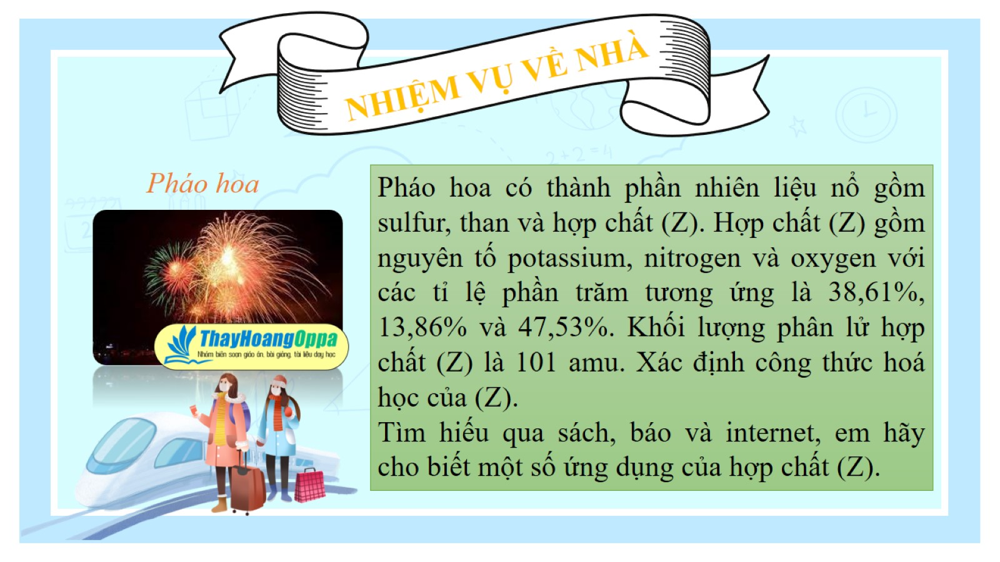 NHIỆM VỤ VỀ NHÀ
2+2=4
Pháo hoa
Pháo hoa có thành phần nhiên liệu nổ gồm
sulfur, than và hợp chất (Z). Hợp chất (Z) gồm
nguyên tố potassium, nitrogen và oxygen với
các tỉ lệ phần trăm tương ứng là 38,61%,
13,86% và 47,53%. Khối lượng phân lử hợp
chất (Z) là 101 amu. Xác định công thức hoá
học của (Z).
Tìm hiếu qua sách, báo và internet, em hãy
cho biết một số ứng dụng của hợp chất (Z).
ThayHoangOppa
Nhóm biên soạn giáo án, bài giảng, tài liệu dạy học